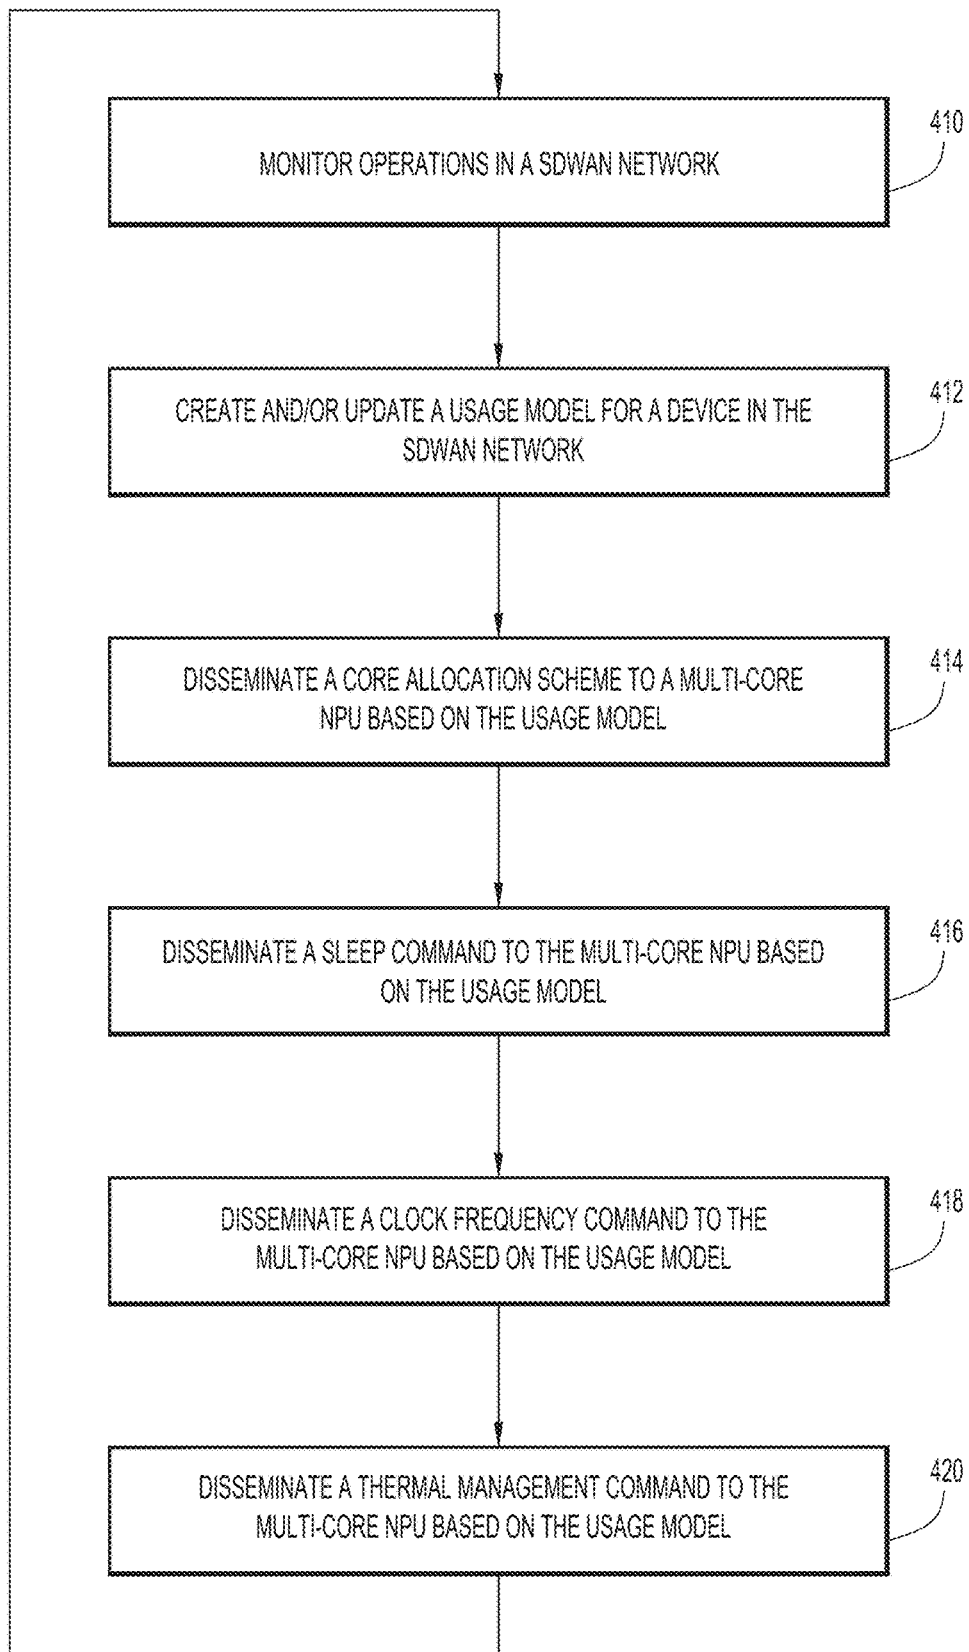 410
MONITOR OPERATIONS IN A SDWAN NETWORK
412
CREATE AND/OR UPDATE A USAGE MODEL FOR A DEVICE IN THE
SDWAN NETWORK
414
DISSEMINATE A CORE ALLOCATION SCHEME TO A MULTI-CORE
NPU BASED ON THE USAGE MODEL
416
DISSEMINATE A SLEEP COMMAND TO THE MULTI-CORE NPU BASED
ON THE USAGE MODEL
418
DISSEMINATE A CLOCK FREQUENCY COMMAND TO THE
MULTI-CORE NPU BASED ON THE USAGE MODEL
420
DISSEMINATE A THERMAL MANAGEMENT COMMAND TO THE
MULTI-CORE NPU BASED ON THE USAGE MODEL